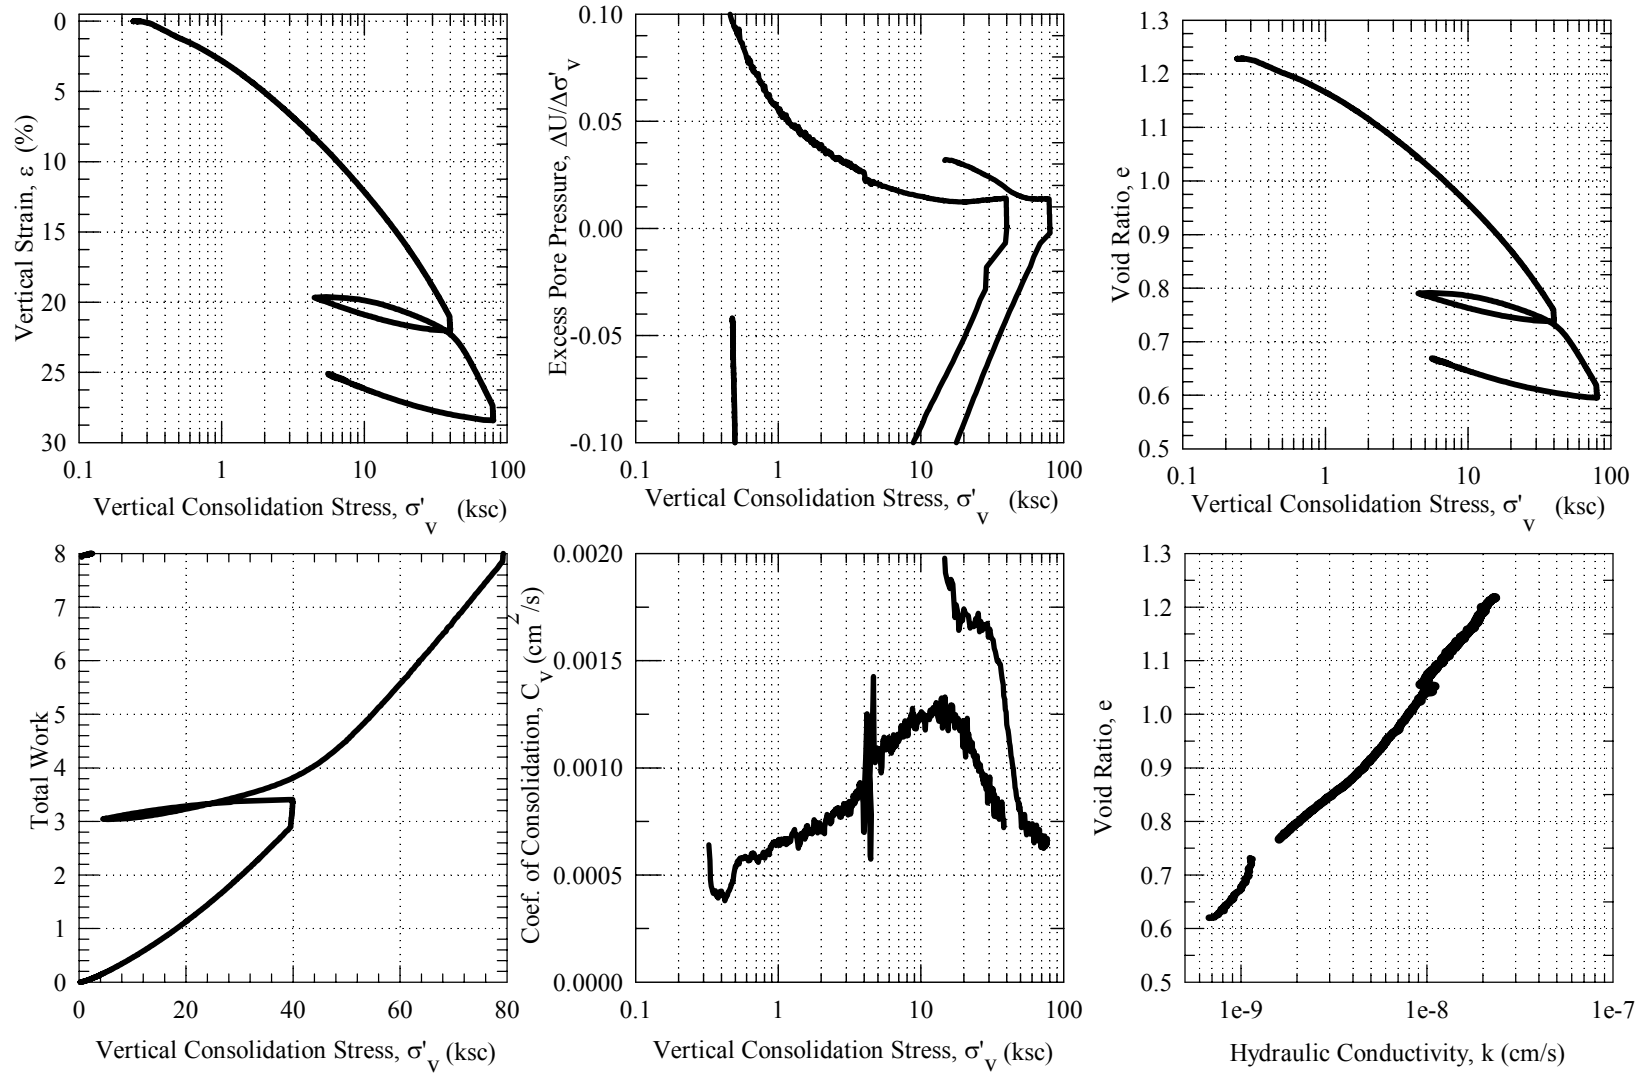 0
5
10
15
20
25
30
Vertical Strain, ε (%)
0.1 1 10 100
Vertical Consolidation Stress, σ'v (ksc)
0.10
0.05
0.00
-0.05
-0.10
Excess Pore Pressure, ΔU/Δσ'v
0.1 1 10 100
Vertical Consolidation Stress, σ'v (ksc)
1.3
1.2
1.1
1.0
0.9
0.8
0.7
0.6
0.5
Void Ratio, e
0.1 1 10 100
Vertical Consolidation Stress, σ'v (ksc)
8
7
6
5
4
3
2
1
0
Total Work
0 20 40 60 80
Vertical Consolidation Stress, σ'v (ksc)
0.0020
0.0015
0.0010
0.0005
0.0000
Coef. of Consolidation, Cv (cm2/s)
0.1 1 10 100
Vertical Consolidation Stress, σ'v (ksc)
1.3
1.2
1.1
1.0
0.9
0.8
0.7
0.6
0.5
Void Ratio, e
1e-9 1e-8 1e-7
Hydraulic Conductivity, k (cm/s)